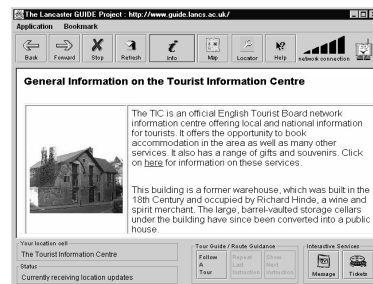 The Lancaster GUIDE Project : http://www.guide.lancs.ac.uk/
Application Bookmark
Back Forward Stop Refresh Info Map Locator Help network connection
General Information on the Tourist Information Centre
The TIC is an official English Tourist Board network
information centre offering local and national information
for tourists. It offers the opportunity to book
accommodation in the area as well as many other
services. It also has a range of gifts and souvenirs. Click
on here for information on these services.
This building is a former warehouse, which was built in the
18th Century and occupied by Richard Hinde, a wine and
spirit merchant. The large, barrel-vaulted storage cellars
under the building have since been converted into a public
house.
Your location cell
The Tourist Information Centre
Status
Currently receiving location updates
Tour Guide / Route Guidance
Follow
A
Tour
Repeat
Last
Instruction
Show
Next
Instruction
Interactive Services
Message Tickets